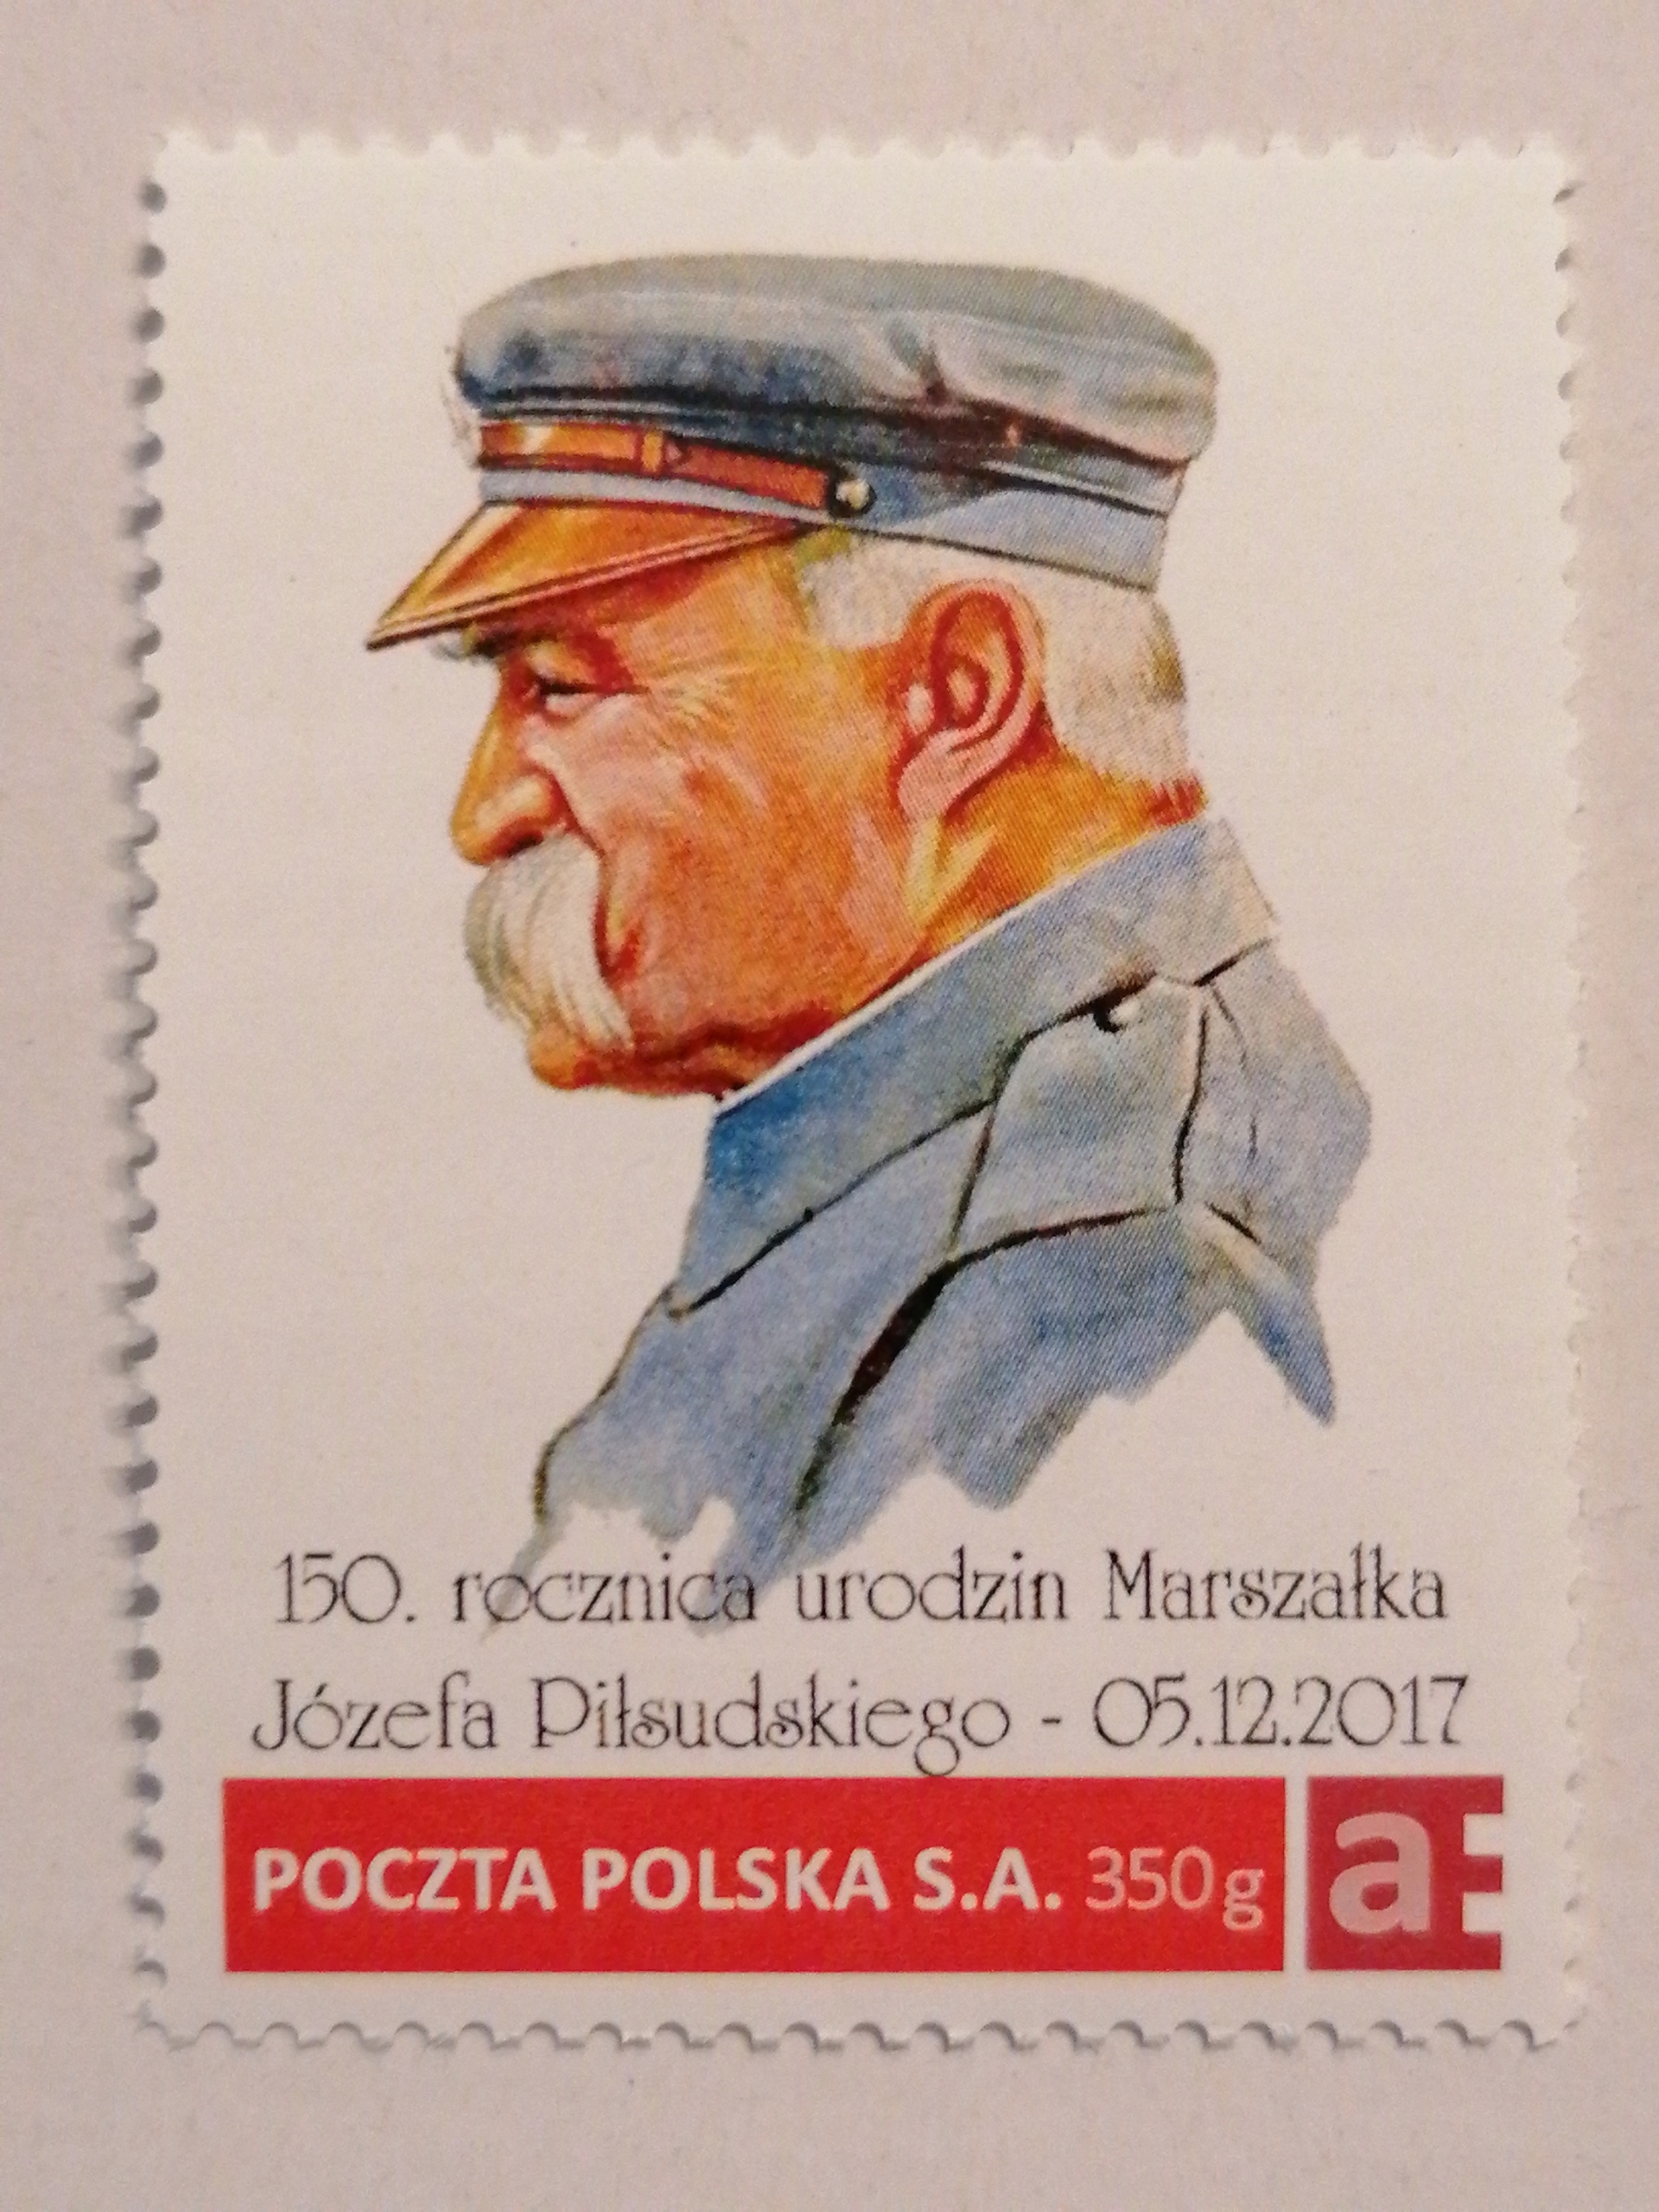 150. rocznica urodzin Marszałka
Józefa Piłsudskiego - 05.12.2017
POCZTA POLSKA S.A. 350g a